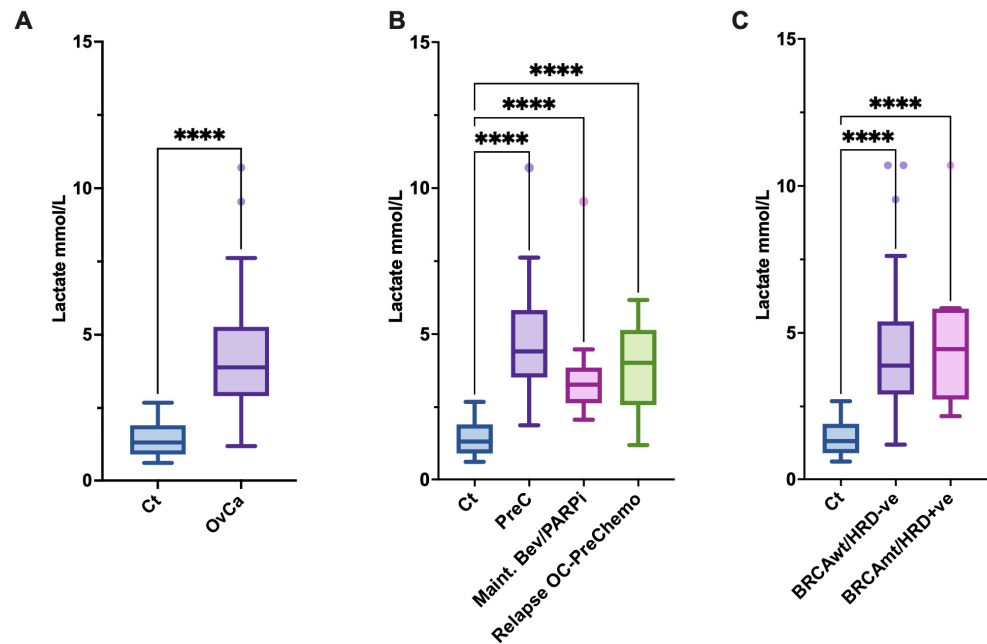 A
B
C
Lactate mmol/L
15
10
5
0
****
Ct
OvCa
Lactate mmol/L
15
10
5
0
****
****
****
Ct
PreC
Maint. Bev/PARPi
Relapse OC-PreChemo
Lactate mmol/L
15
10
5
0
****
****
Ct
BRCAwt/HRD-ve
BRCAmt/HRD+ve